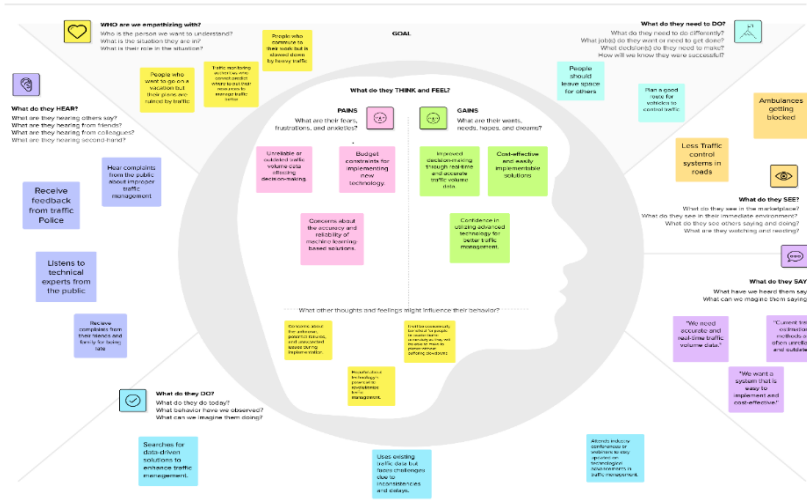 WHO are we empathizing with?
Who is the person we want to understand?
What is the situation they are in?
What is their role in the situation?
GOAL
What do they need to DO?
What do they need to do differently?
What job(s) do they want or need to get done?
What decision(s) do they need to make?
How will we know they were successful?
People who
commute to
their work but is
slowed down
by heavy traffic
People who
want to go on a
vacation but
their plans are
ruined by traffic
Traffic monitoring
People
should
leave space
for others
Plan a good
route for
vehicles to
control traffic
Ambulances
getting
blocked
Less Traffic
control
systems in
roads
What do they HEAR?
What are they hearing others say?
What are they hearing from friends?
What are they hearing from colleagues?
What are they hearing second-hand?
Hear complaints
from the public
about improper
traffic
management
Receive
feedback
from traffic
Police
Listens to
technical
experts from
the public
Receive
complaints from
their friends and
family for being
late
What do they THINK and FEEL?
PAINS
What are their fears,
frustrations, and anxieties?
GAINS
What are their wants,
needs, hopes, and dreams?
Unreliable or
outdated traffic
volume data
affecting
decision-making.
Budget
constraints for
implementing
new
technology.
Concerns about
the accuracy and
reliability of
machine learning-
based solutions.
Improved
decision-making
through real-time
and accurate
traffic volume
data.
Cost-effective
and easily
implementable
solutions
Confidence in
utilizing advanced
technology for
better traffic
management.
What other thoughts and feelings might influence their behavior?
What do they SEE?
What do they see in the marketplace?
What do they see in their immediate environment?
What do they see others saying and doing?
What are they watching and reading?
What do they SAY
What have we heard them say
What can we imagine them saying
"We need
accurate and
real-time traffic
volume data."
"We want a
system that is
easy to
implement and
cost-effective."
What do they DO?
What do they do today?
What behavior have we observed?
What can we imagine them doing?
Searches for
data-driven
solutions to
enhance traffic
management.
Uses existing
traffic data but
faces challenges
due to
inconsistencies
and delays.
Attends industry
conferences or
webinars to stay
updated on
technological
advancements in
traffic management.